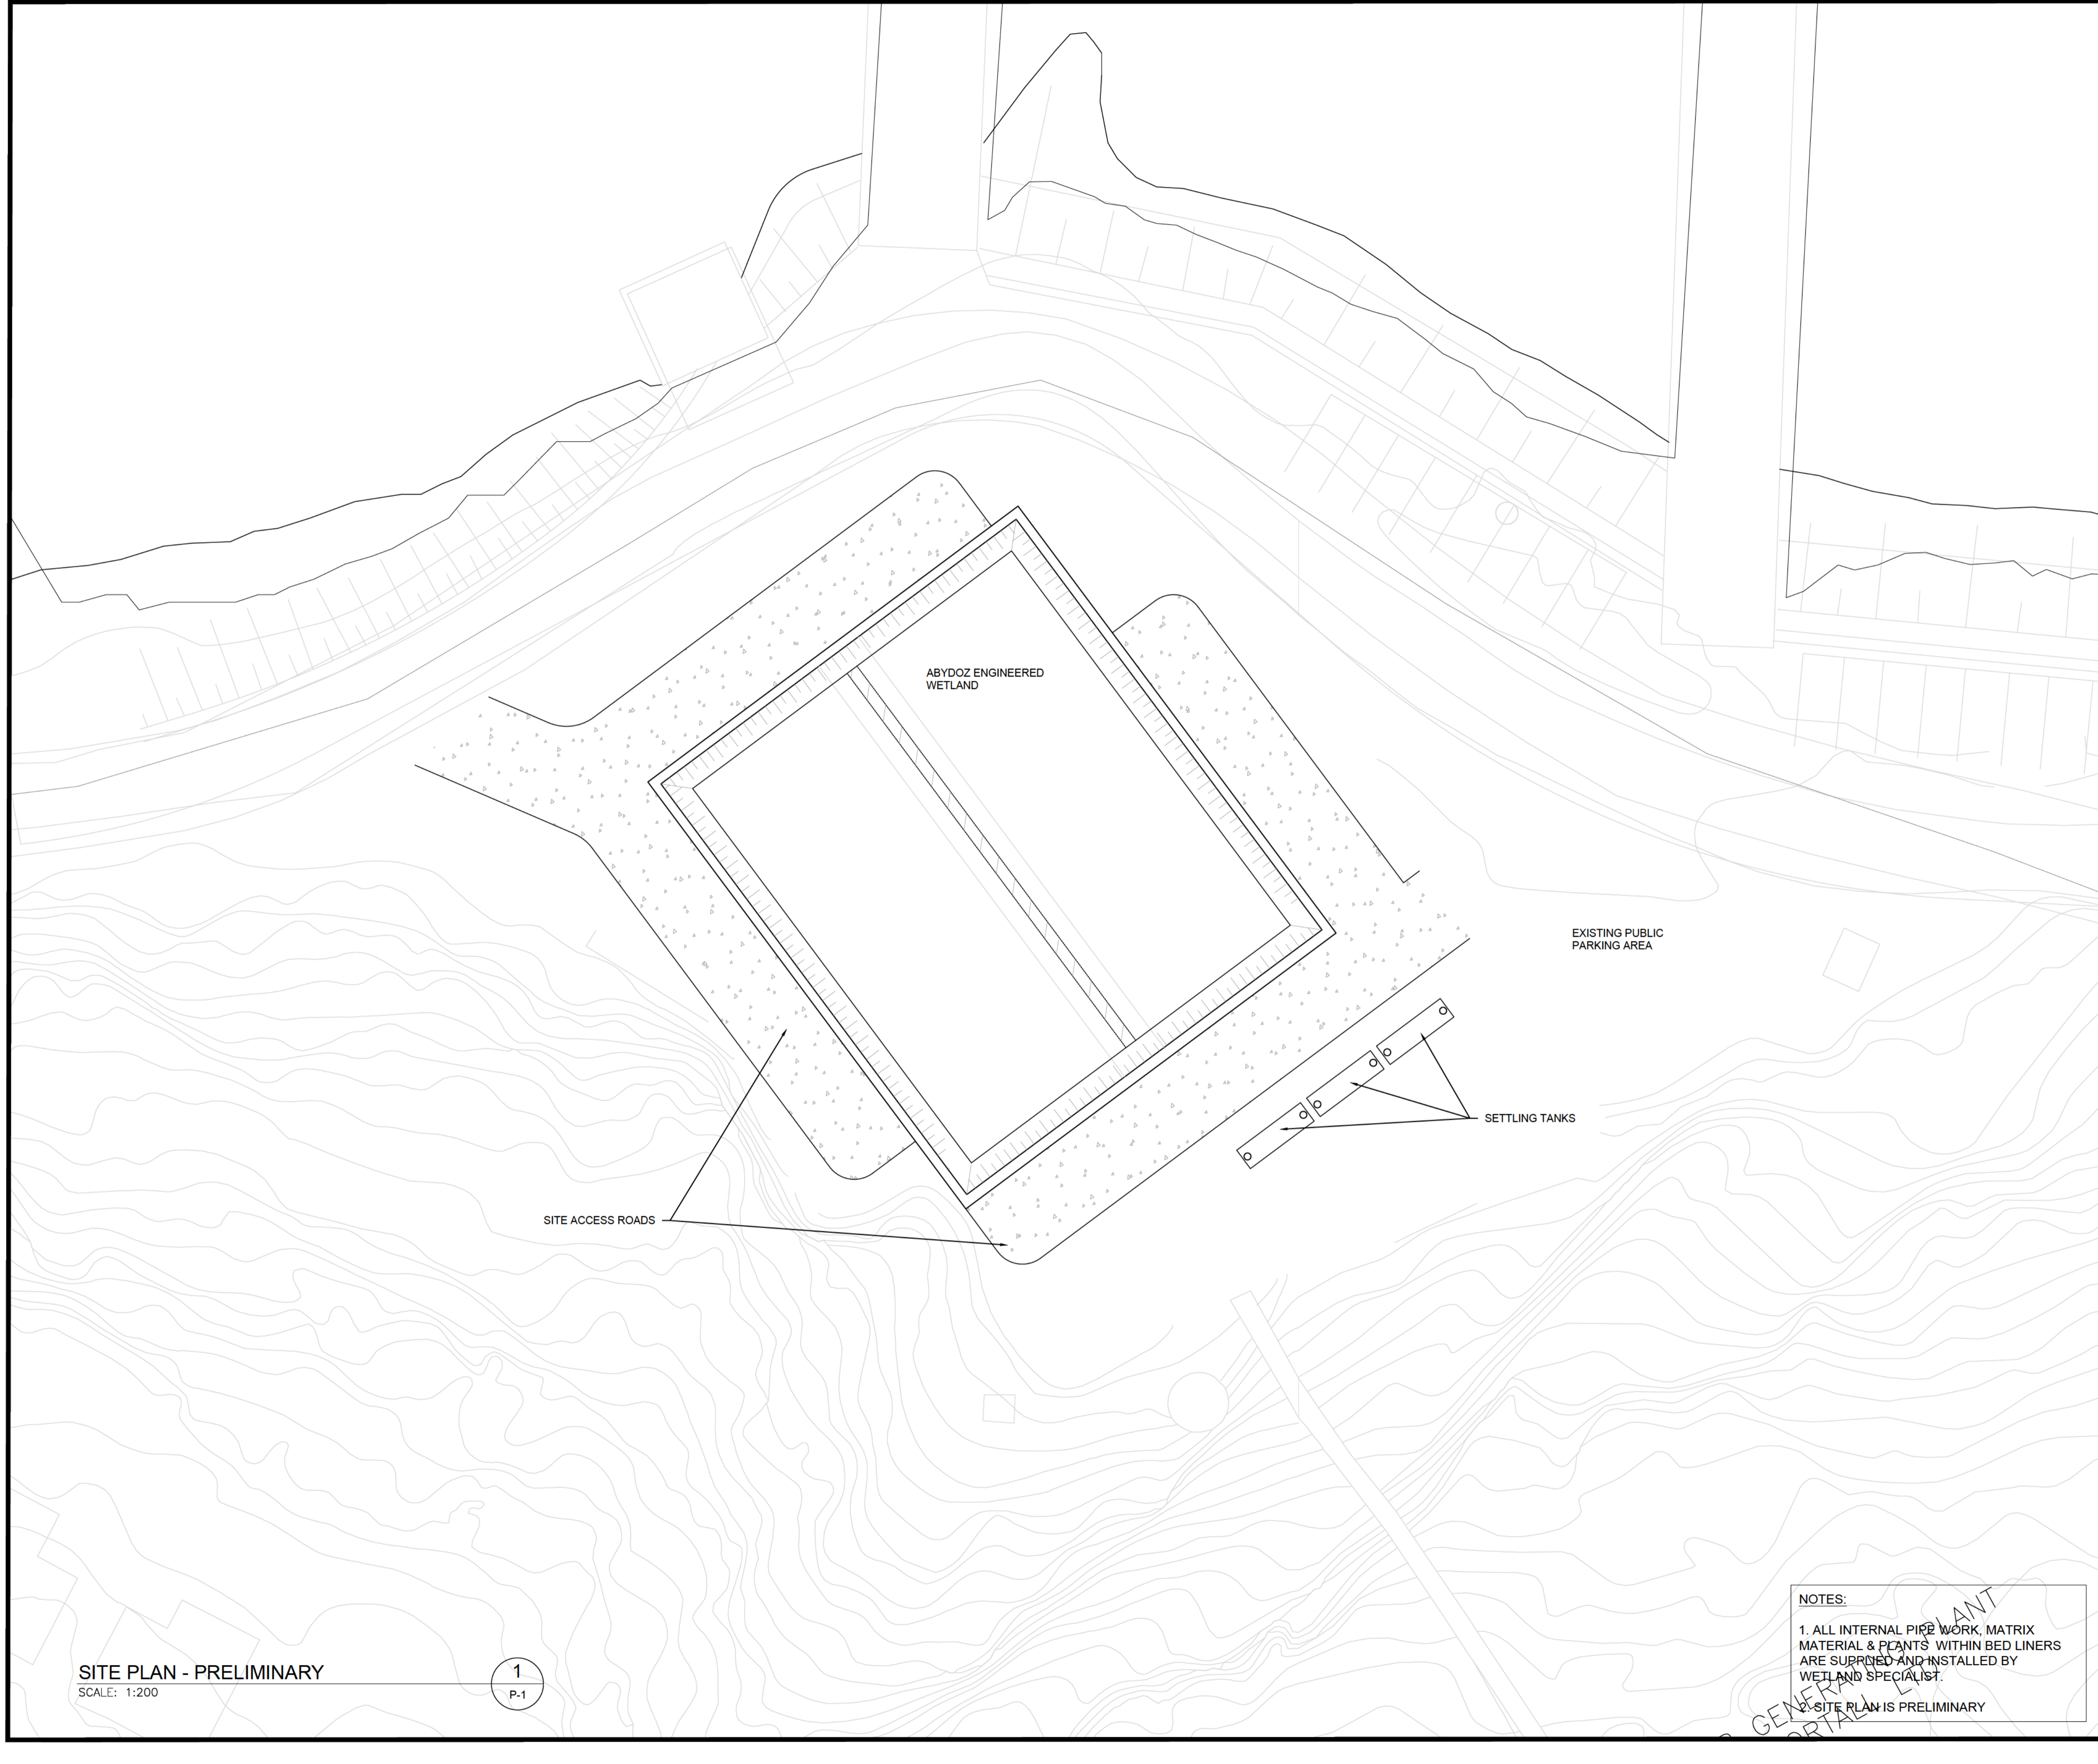 ABYDOZ ENGINEERED
WETLAND
EXISTING PUBLIC
PARKING AREA
SETTLING TANKS
SITE ACCESS ROADS
SITE PLAN - PRELIMINARY
SCALE: 1:200
1
P-1
NOTES:
1. ALL INTERNAL PIPE WORK, MATRIX
MATERIAL & PLANTS WITHIN BED LINERS
ARE SUPPLIED AND INSTALLED BY
WETLAND SPECIALIST.
2. SITE PLAN IS PRELIMINARY
GENERATING PLANT